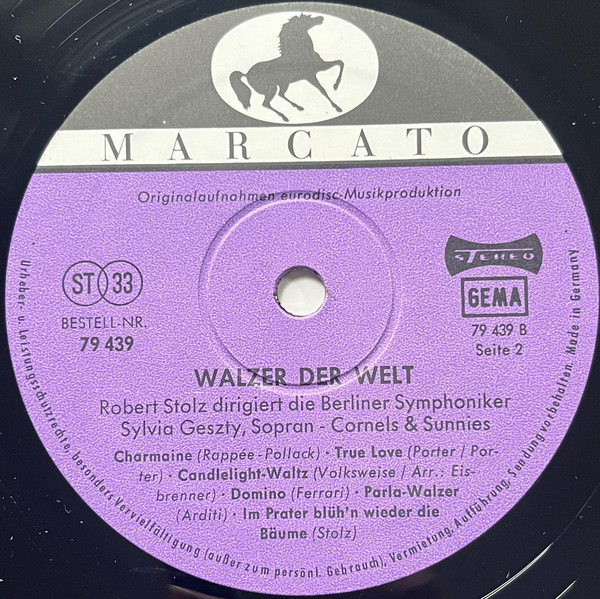 MARCATO
Originalaufnahmen eurodisc-Musikproduktion
ST 33
BESTELL-NR.
79 439
STEREO
GEMA
79 439 B
Seite 2
WALZER DER WELT
Robert Stolz dirigiert die Berliner Symphoniker
Sylvia Geszty, Sopran - Cornels & Sunnies
Charmaine (Rappée-Pollack) · True Love (Porter / Por-
ter) · Candlelight-Waltz (Volksweise / Arr.: Eis-
brenner) · Domino (Ferrari) · Parla-Walzer
(Arditi) · Im Prater blüh'n wieder die
Bäume (Stolz)
Urheber- u. Leistungsschutzrechte, besonders Vervielfältigung (außer zum persönl. Gebrauch), Vermietung, Aufführung, Sendung vorbehalten. Made in Germany